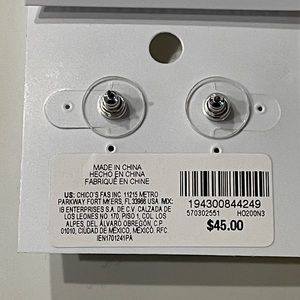 MADE IN CHINA
HECHO EN CHINA
FABRIQUÉ EN CHINE
US: CHICO'S FAS INC. 11215 METRO
PARKWAY FORT MYERS, FL 33966 USA MX:
IB ENTERPRISES S.A. DE C.V. CALZADA DE
LOS LEONES NO 170, PISO 1, COL LOS
ALPES, DEL. ÁLVARO OBREGÓN, C.P
01010, CIUDAD DE MÉXICO, MÉXICO, RFC
IEN1701241PA
194300844249
570302551 HO200N3
$45.00